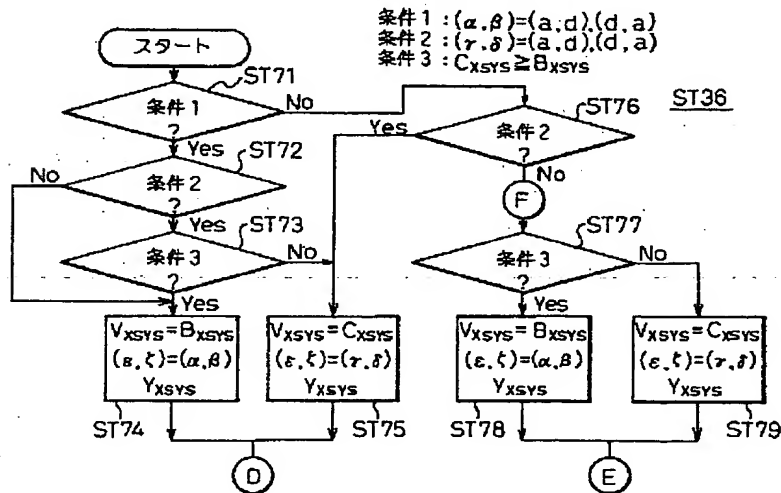 条件1:(α,β)=(a,d),(d,a)
条件2:(γ,δ)=(a,d),(d,a)
条件3:CXSYS≧BXSYS
ST36
スタート
ST71
条件1
?
No
Yes
ST72
条件2
?
No
Yes
ST73
条件3
?
No
Yes
ST76
条件2
?
Yes
No
F
ST77
条件3
?
No
Yes
VXSYS=BXSYS
(ε,ζ)=(α,β)
YXSYS
ST74
VXSYS=CXSYS
(ε,ζ)=(γ,δ)
YXSYS
ST75
VXSYS=BXSYS
(ε,ζ)=(α,β)
YXSYS
ST78
VXSYS=CXSYS
(ε,ζ)=(γ,δ)
YXSYS
ST79
D
E